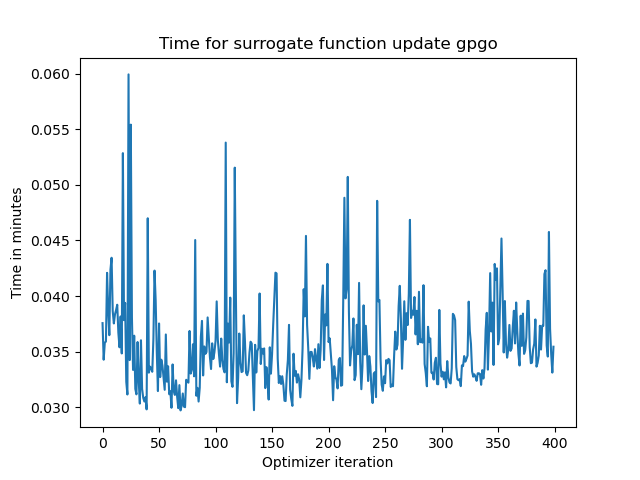 Time for surrogate function update gpgo
Time in minutes
0.060
0.055
0.050
0.045
0.040
0.035
0.030
0 50 100 150 200 250 300 350 400
Optimizer iteration